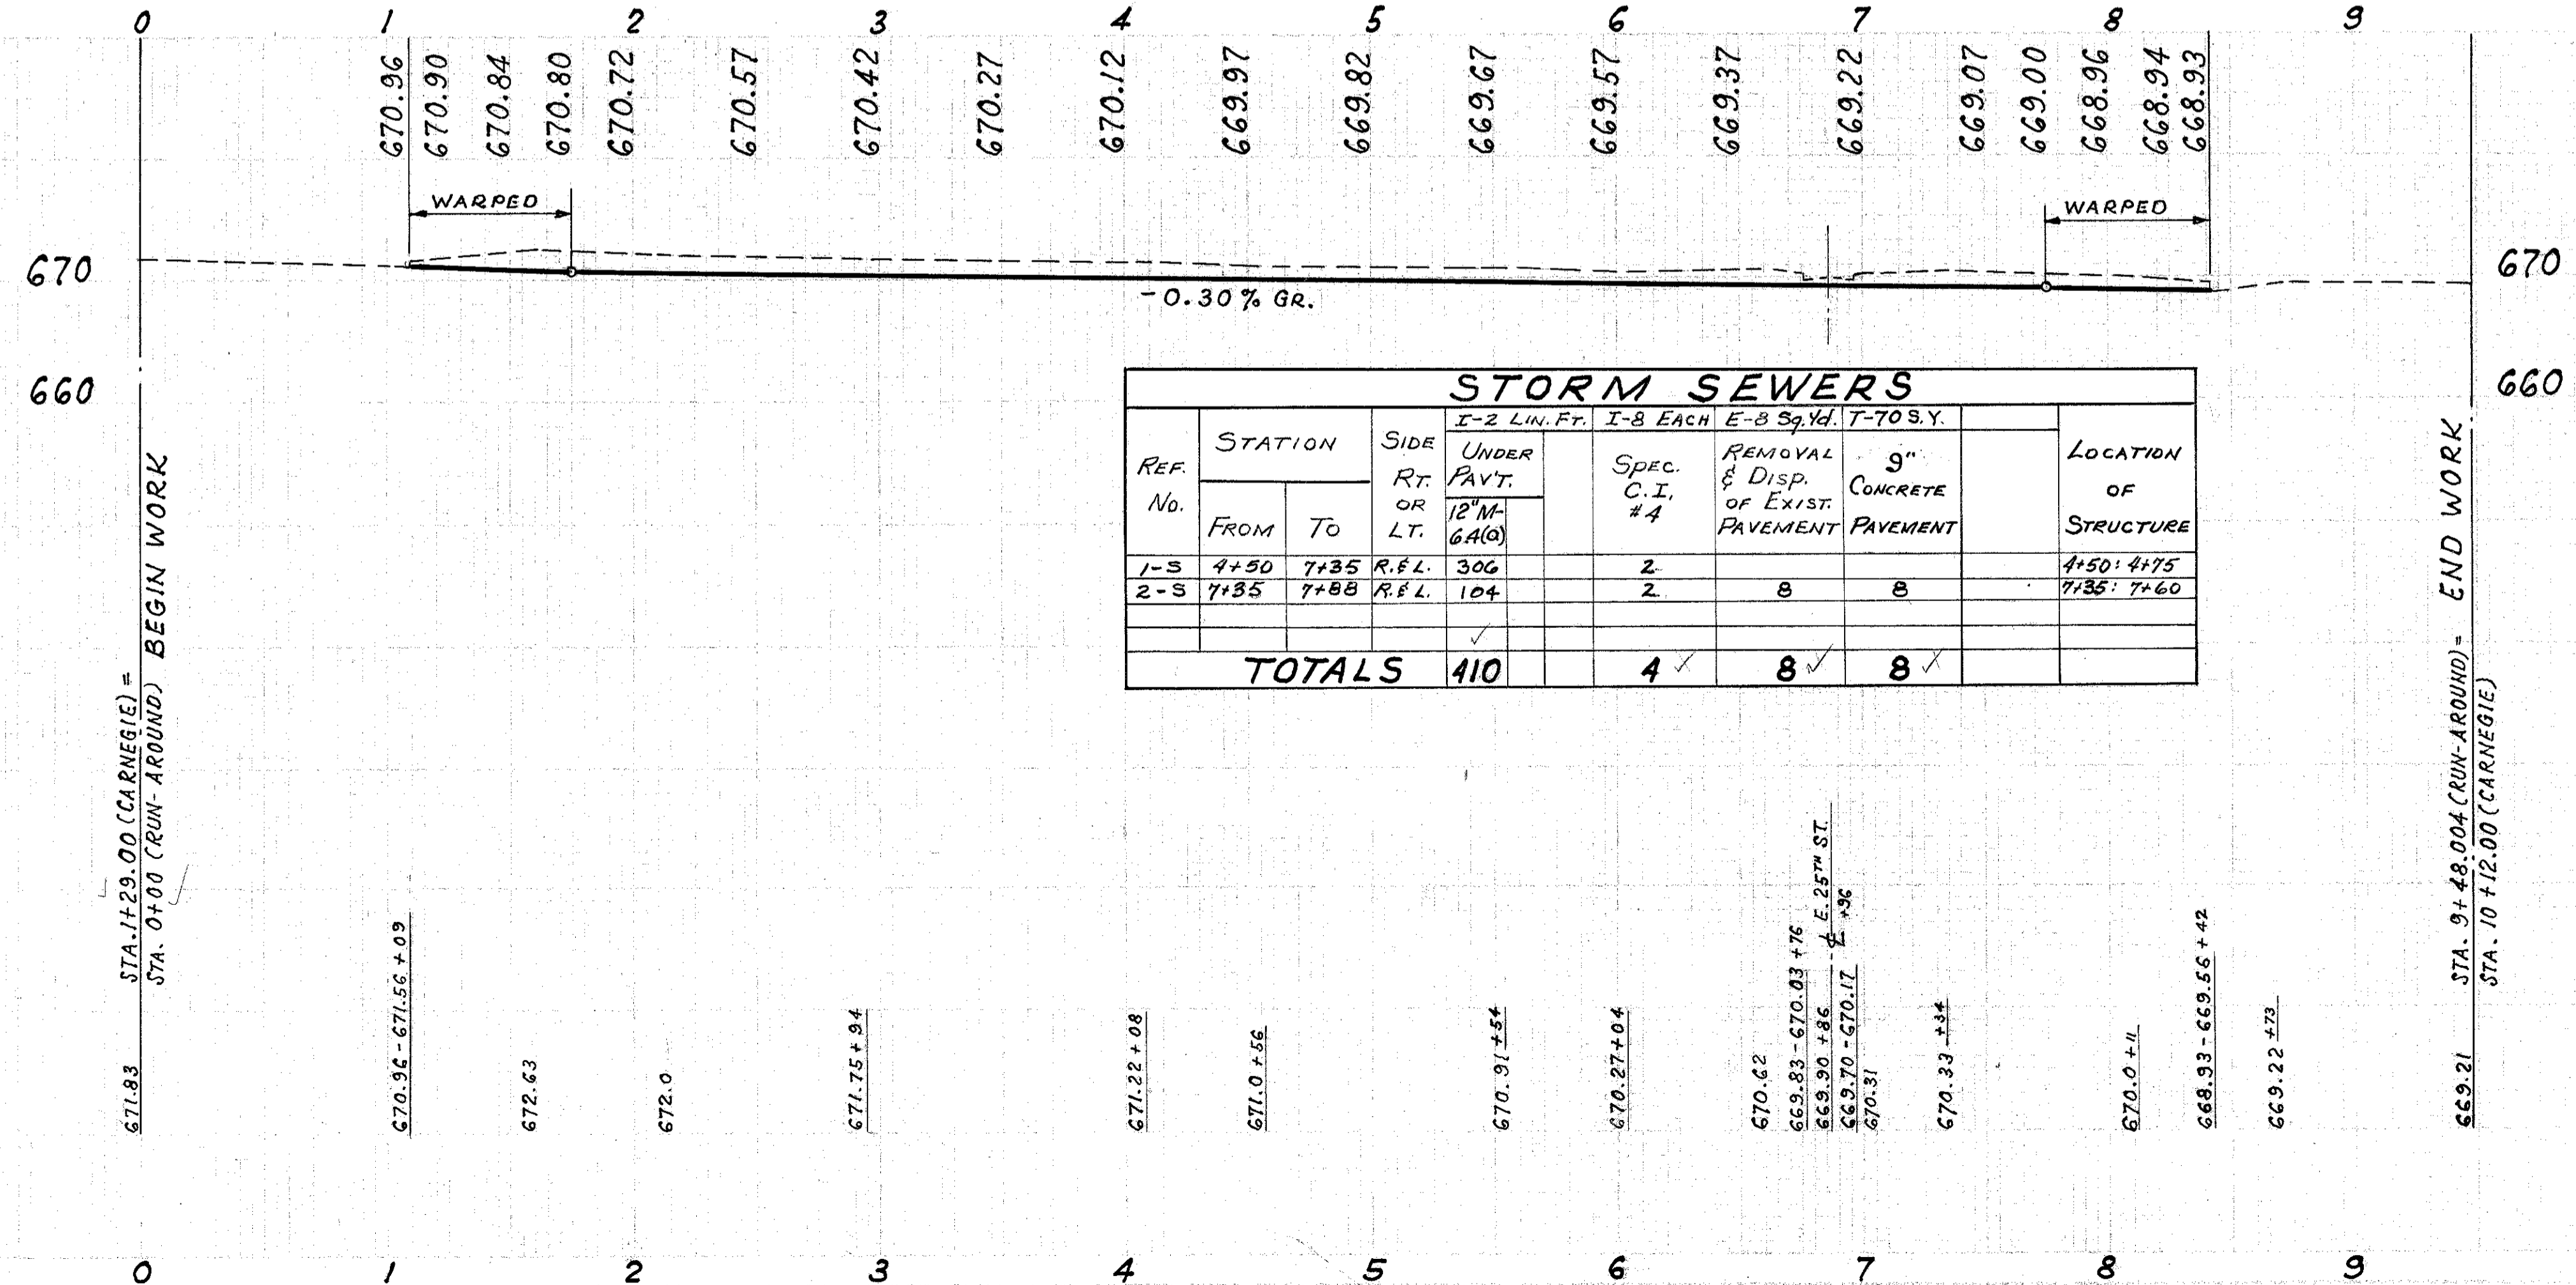 0 1 2 3 4 5 6 7 8 9
670.96 670.90 670.84 670.80 670.72 670.57 670.42 670.27 670.12 669.97 669.82 669.67 669.57 669.37 669.22 669.07 669.00 668.96 668.94 668.93
WARPED
WARPED
670
670
-0.30 % GR.
660
660
STORM SEWERS
REF. No.
STATION
FROM
TO
SIDE RT. OR LT.
I-2 LIN. FT.
UNDER PAV'T.
12" M-6.4(a)
I-8 EACH
SPEC. C.I. #4
E-8 Sq.Yd.
REMOVAL & DISP. OF EXIST. PAVEMENT
T-70 S.Y.
9" CONCRETE PAVEMENT
LOCATION OF STRUCTURE
1-S 4+50 7+35 R.& L. 306 2 4+50: 4+75
2-S 7+35 7+88 R.& L. 104 2 8 8 7+35: 7+60
TOTALS 410 4 8 8
STA. 1+29.00 (CARNEGIE) =
STA. 0+00 (RUN-AROUND) BEGIN WORK
671.83
670.96 - 671.56 +09
672.63
672.0
671.75 +94
671.22 +08
671.0 +56
670.91 +54
670.27 +04
670.62
669.83 - 670.03 +76
669.90 +86 ℄ E. 25TH ST.
669.70 - 670.17 +96
670.31
670.33 +34
670.0 +11
668.93 - 669.56 +42
669.22 +73
669.21
STA. 9+48.004 (RUN-AROUND) = END WORK
STA. 10+12.00 (CARNEGIE)
0 1 2 3 4 5 6 7 8 9